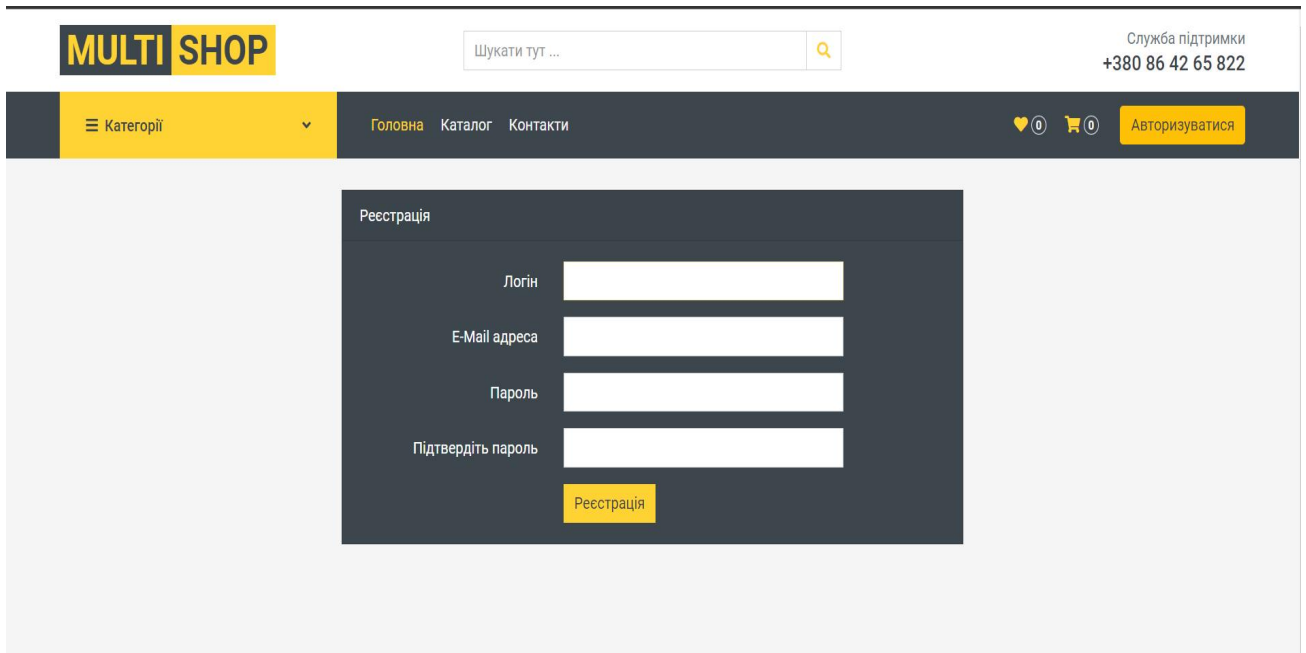 MULTI SHOP
Шукати тут ...
Служба підтримки
+380 86 42 65 822
Категорії
Головна Каталог Контакти
0 0
Авторизуватися
Реєстрація
Логін
E-Mail адреса
Пароль
Підтвердіть пароль
Реєстрація